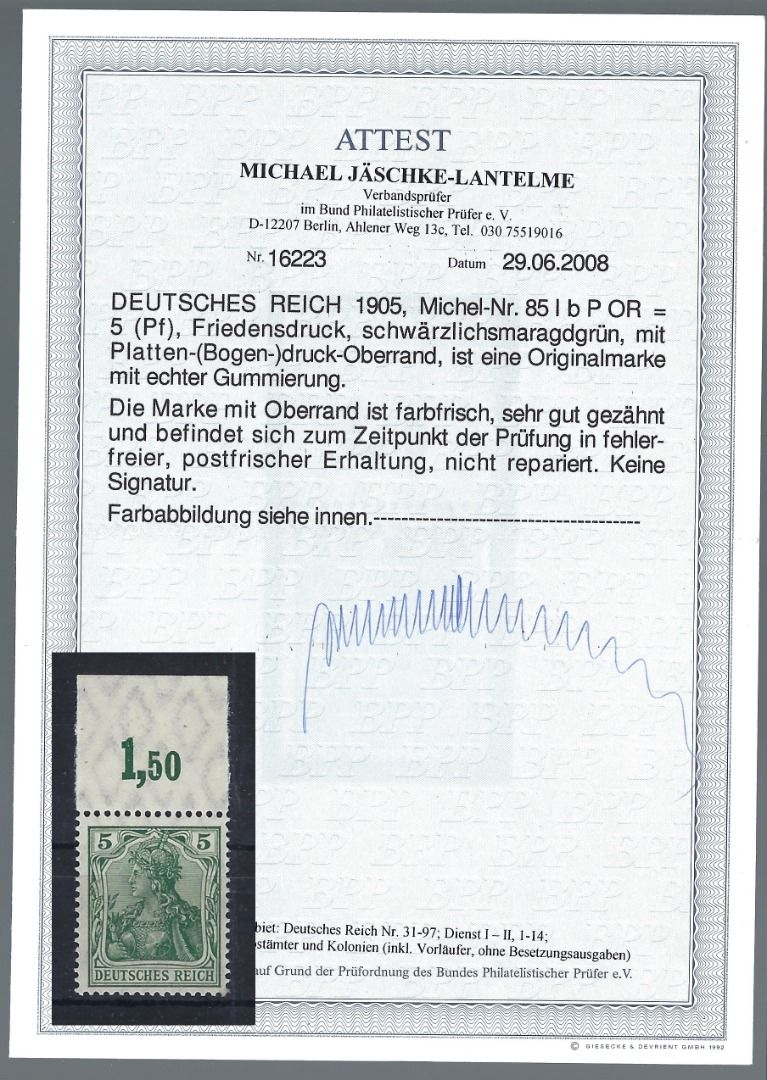 ATTEST
MICHAEL JÄSCHKE-LANTELME
Verbandsprüfer
im Bund Philatelistischer Prüfer e. V.
D-12207 Berlin, Ahlener Weg 13c, Tel. 030 75519016
Nr. 16223 Datum 29.06.2008
DEUTSCHES REICH 1905, Michel-Nr. 85 I b P OR =
5 (Pf), Friedensdruck, schwärzlichsmaragdgrün, mit
Platten-(Bogen-)druck-Oberrand, ist eine Originalmarke
mit echter Gummierung.
Die Marke mit Oberrand ist farbfrisch, sehr gut gezähnt
und befindet sich zum Zeitpunkt der Prüfung in fehler-
freier, postfrischer Erhaltung, nicht repariert. Keine
Signatur.
Farbabbildung siehe innen.--------------------------------------
1,50
5 5
DEUTSCHES REICH
biet: Deutsches Reich Nr. 31-97; Dienst I – II, 1-14;
ostämter und Kolonien (inkl. Vorläufer, ohne Besetzungsausgaben)
auf Grund der Prüfordnung des Bundes Philatelistischer Prüfer e.V.
© GIESECKE & DEVRIENT GMBH 1992